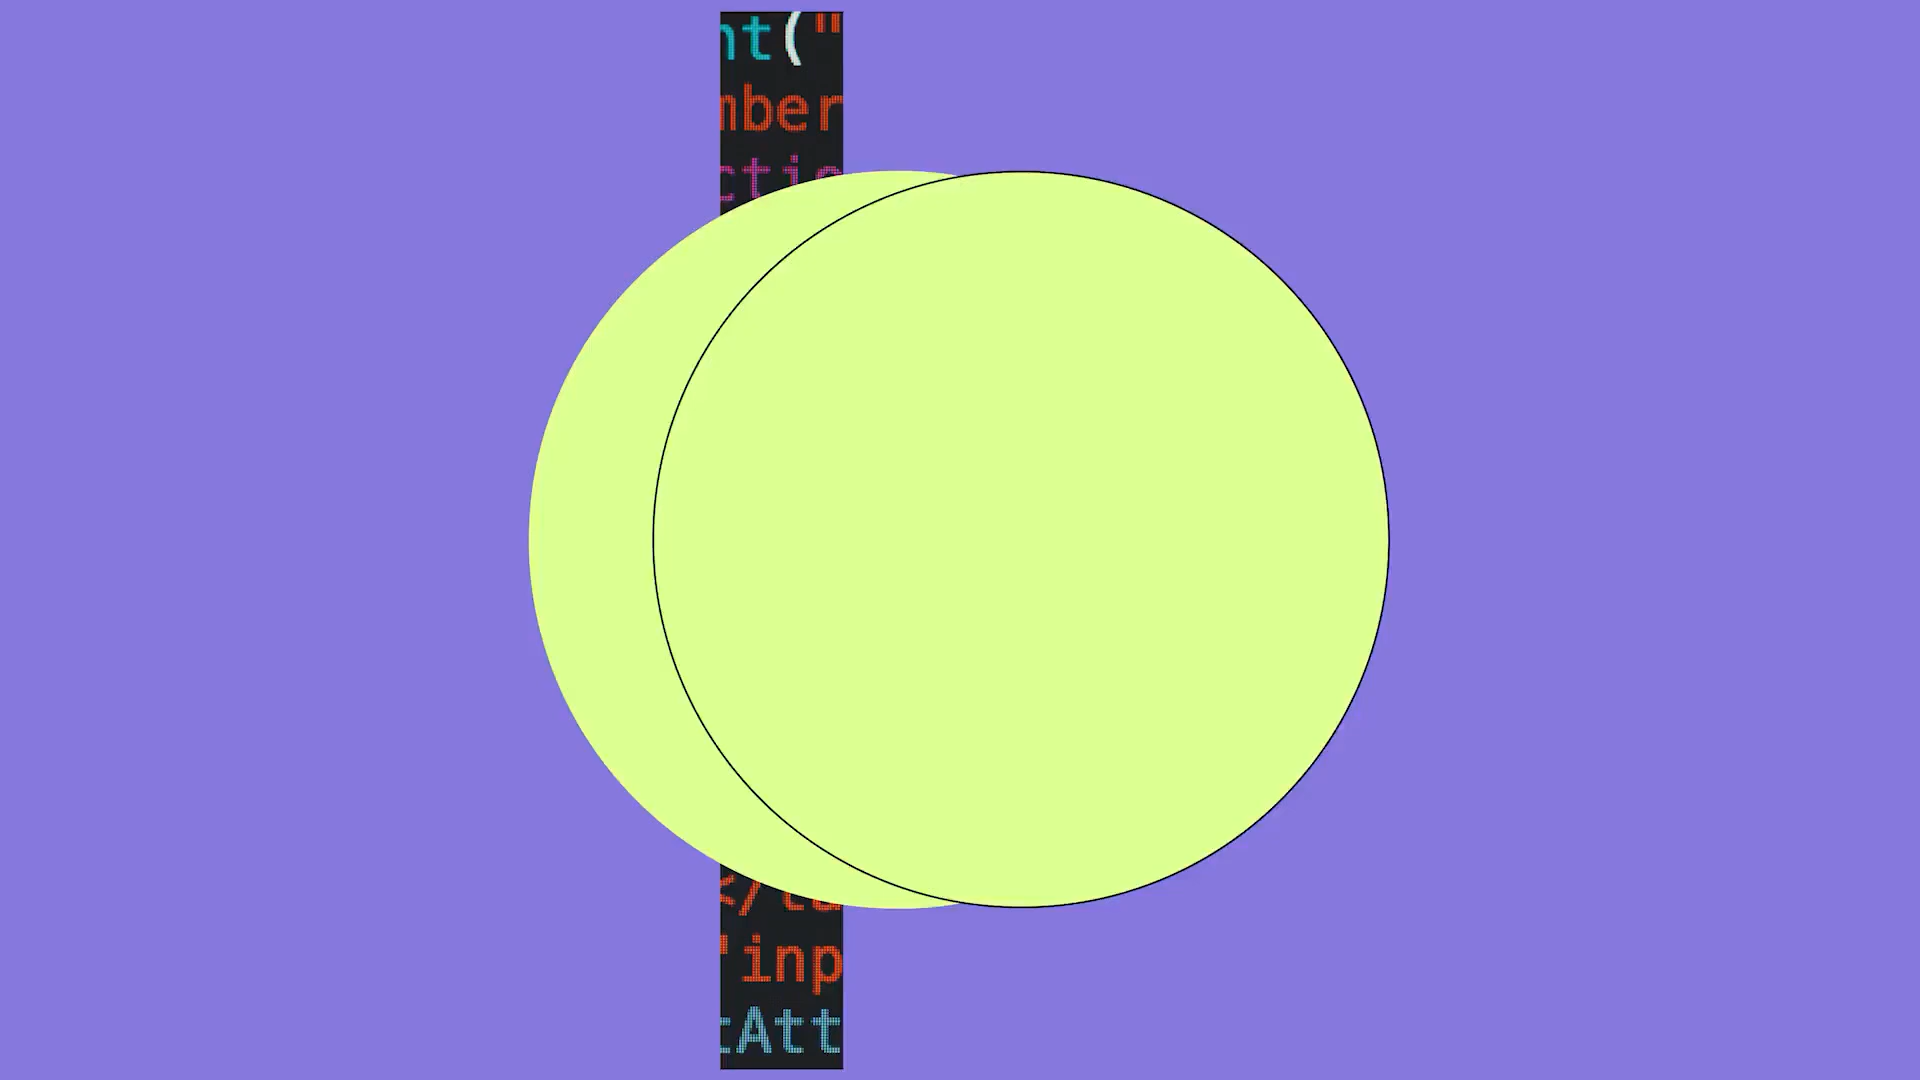 nt("
mber
ctio
</
'inp
tAtt